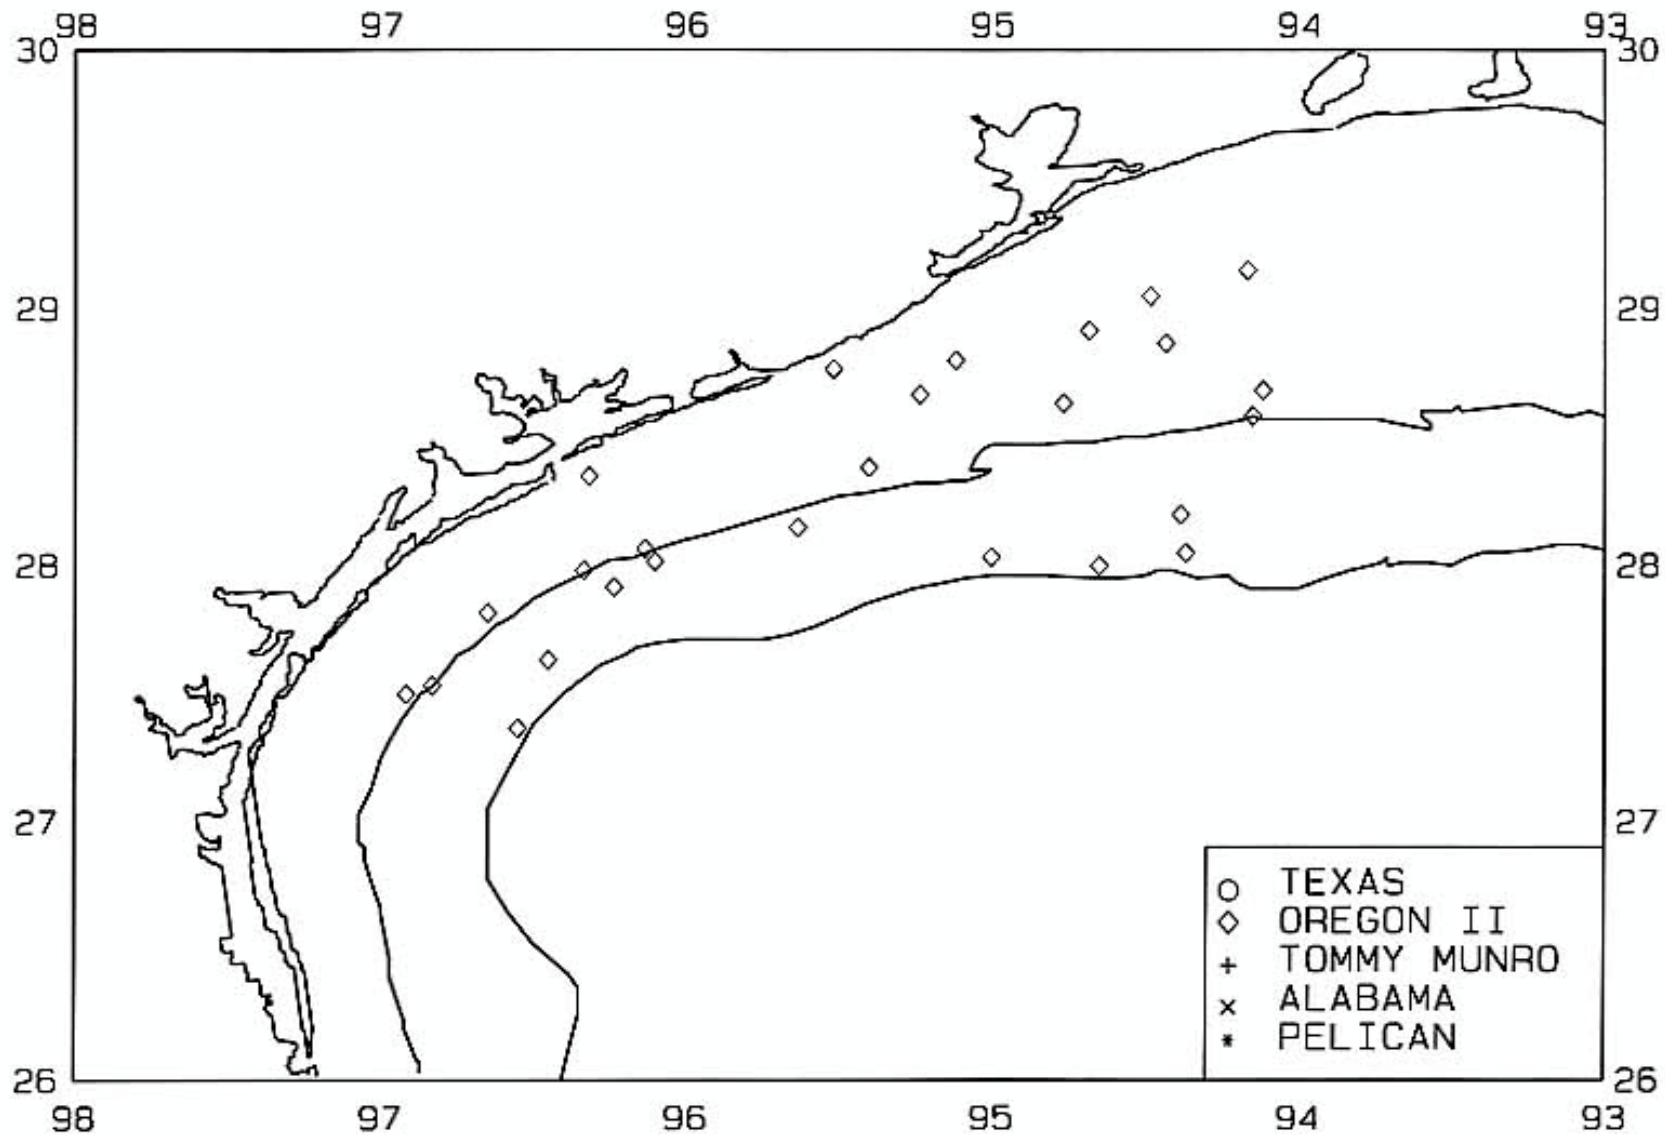 98 97 96 95 94 93
30 30
29 29
28 28
27 27
TEXAS
OREGON II
TOMMY MUNRO
ALABAMA
PELICAN
26 26
98 97 96 95 94 93